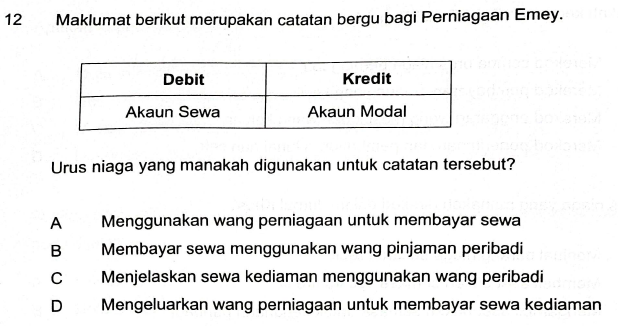 12 Maklumat berikut merupakan catatan bergu bagi Perniagaan Emey.
Debit Kredit
Akaun Sewa Akaun Modal
Urus niaga yang manakah digunakan untuk catatan tersebut?
A Menggunakan wang perniagaan untuk membayar sewa
B Membayar sewa menggunakan wang pinjaman peribadi
C Menjelaskan sewa kediaman menggunakan wang peribadi
D Mengeluarkan wang perniagaan untuk membayar sewa kediaman